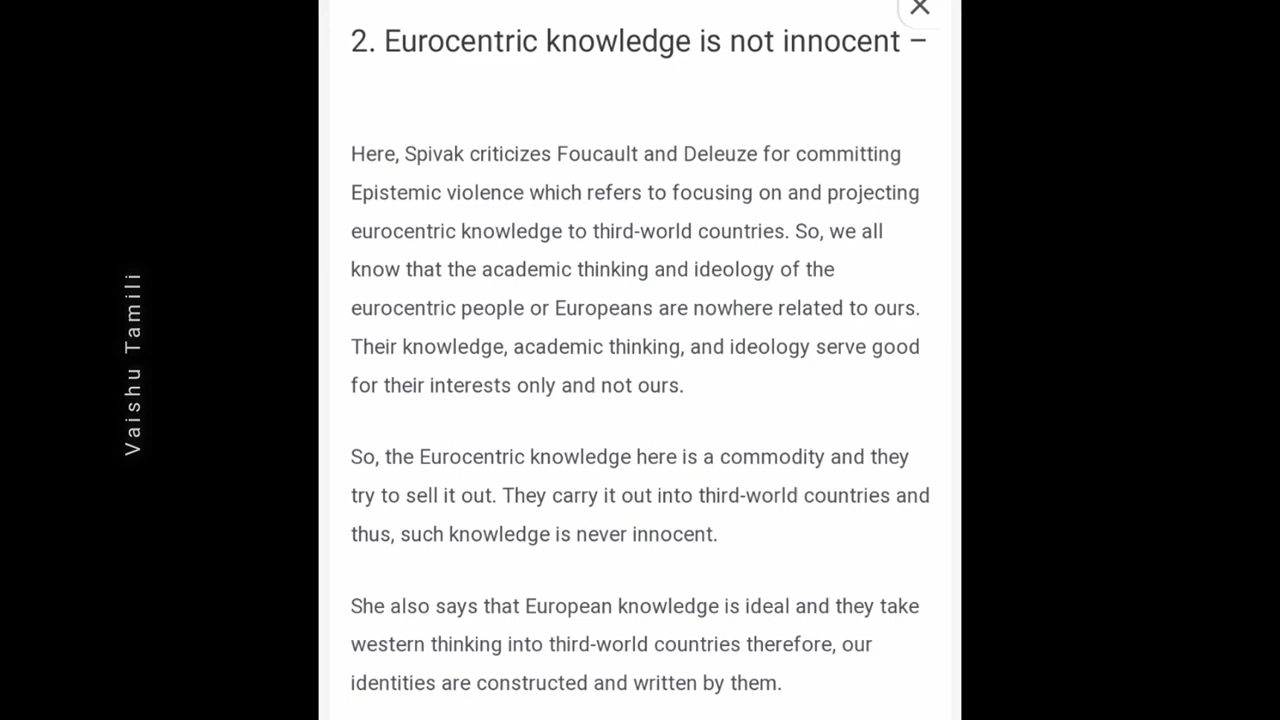 2. Eurocentric knowledge is not innocent –
Here, Spivak criticizes Foucault and Deleuze for committing
Epistemic violence which refers to focusing on and projecting
eurocentric knowledge to third-world countries. So, we all
know that the academic thinking and ideology of the
eurocentric people or Europeans are nowhere related to ours.
Their knowledge, academic thinking, and ideology serve good
for their interests only and not ours.
So, the Eurocentric knowledge here is a commodity and they
try to sell it out. They carry it out into third-world countries and
thus, such knowledge is never innocent.
She also says that European knowledge is ideal and they take
western thinking into third-world countries therefore, our
identities are constructed and written by them.
Vaishu Tamili